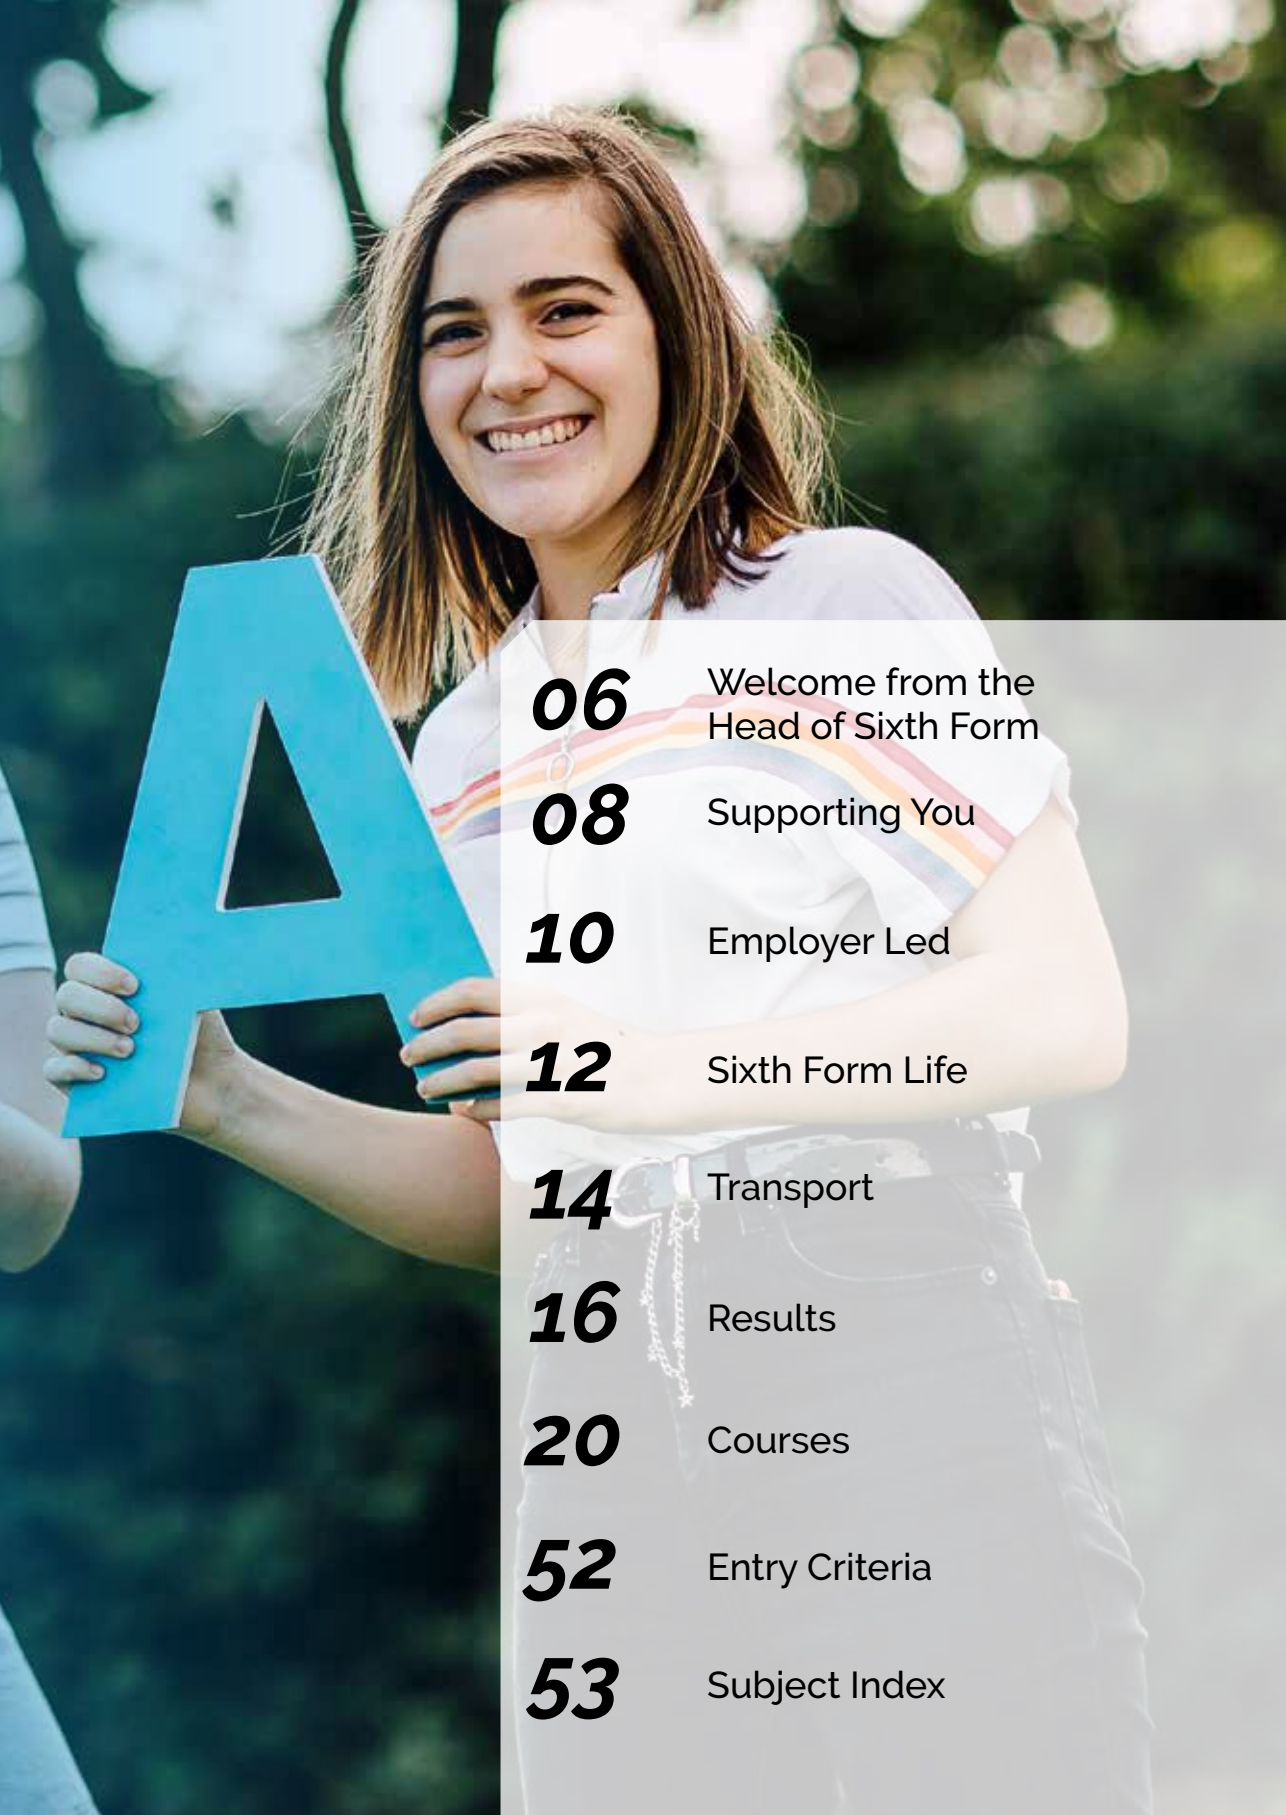 A
06 Welcome from the
Head of Sixth Form
08 Supporting You
10 Employer Led
12 Sixth Form Life
14 Transport
16 Results
20 Courses
52 Entry Criteria
53 Subject Index